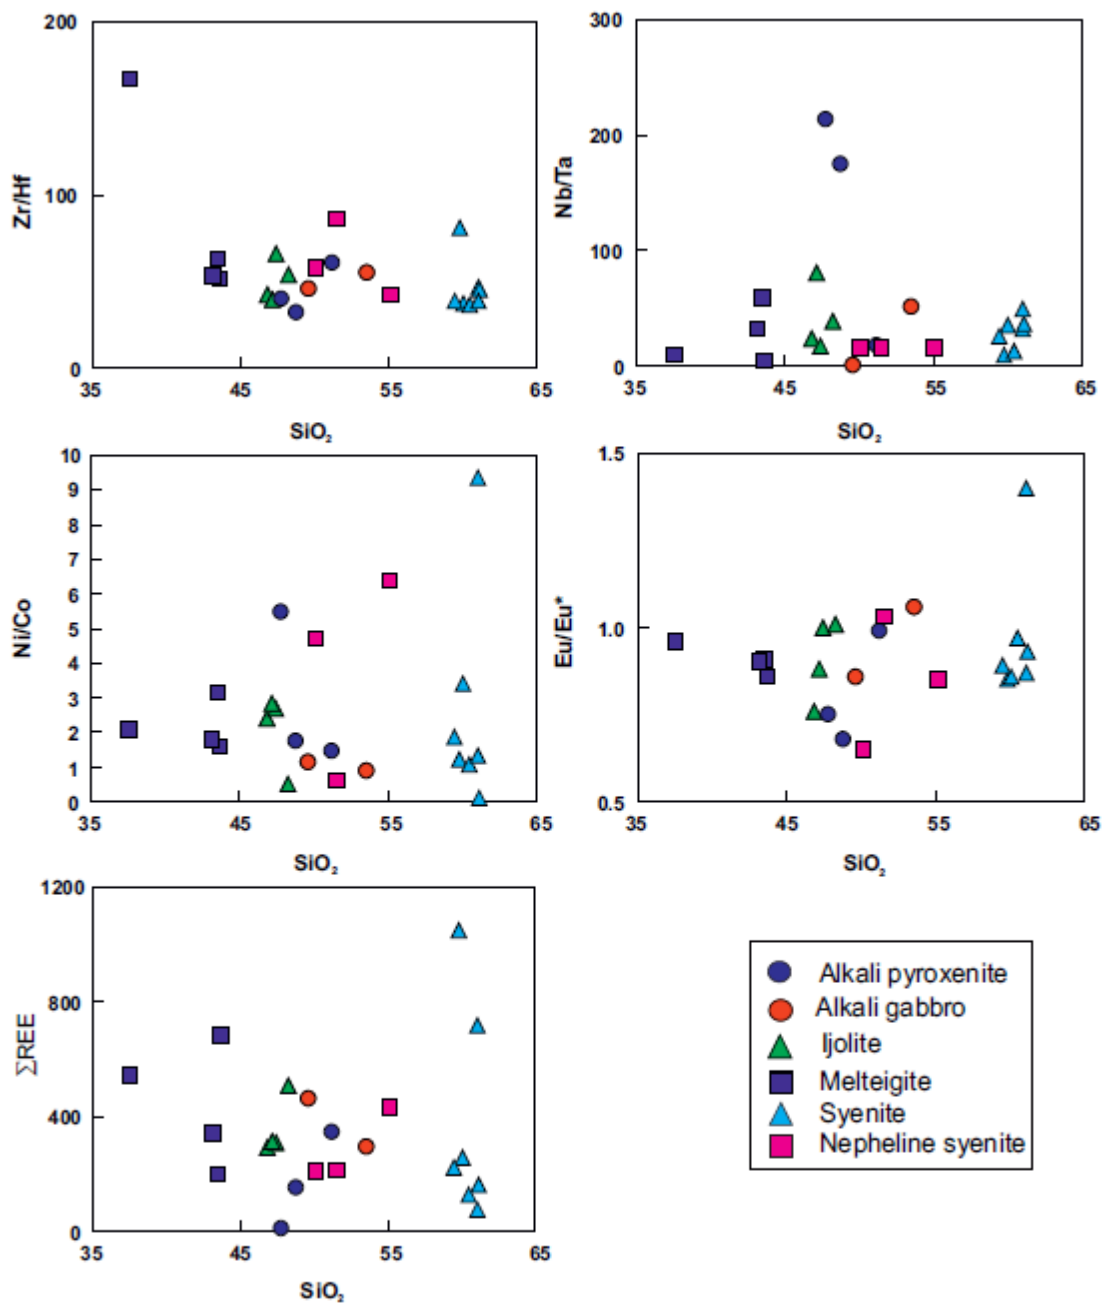 200
100
0
Zr/Hf
35
45
55
65
SiO₂
300
200
100
0
Nb/Ta
35
45
55
65
SiO₂
10
9
8
7
6
5
4
3
2
1
0
Ni/Co
35
45
55
65
SiO₂
1.5
1.0
0.5
Eu/Eu*
35
45
55
65
SiO₂
1200
800
400
0
ΣREE
35
45
55
65
SiO₂
Alkali pyroxenite
Alkali gabbro
Ijolite
Melteigite
Syenite
Nepheline syenite